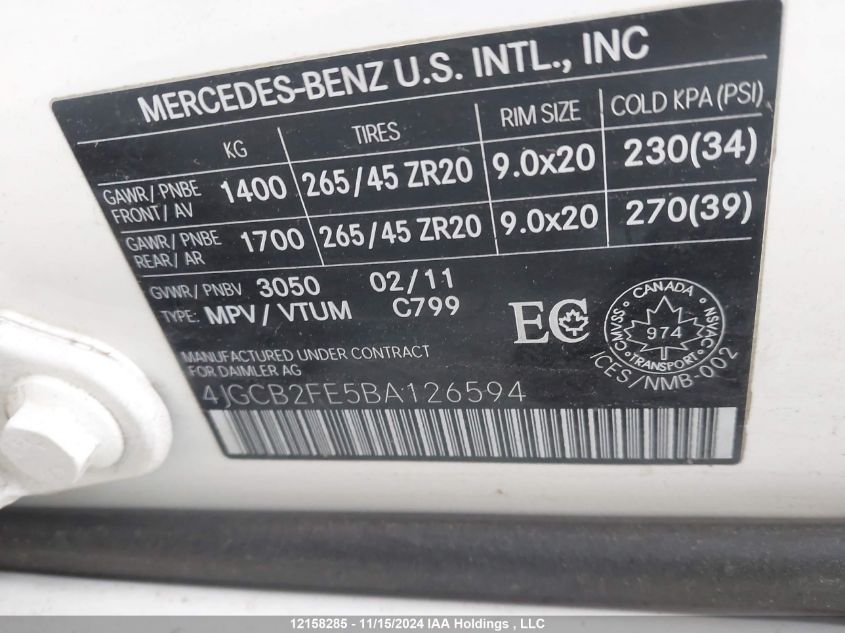 MERCEDES-BENZ U.S. INTL., INC
KG TIRES RIM SIZE COLD KPA (PSI)
GAWR/ PNBE FRONT/ AV 1400 265/45 ZR20 9.0x20 230(34)
GAWR/ PNBE REAR/ AR 1700 265/45 ZR20 9.0x20 270(39)
GVWR/ PNBV 3050 02/11
TYPE: MPV/VTUM C799
EC
CANADA
CMVSS NSVAC
974
TRANSPORT
ICES/NMB-002
MANUFACTURED UNDER CONTRACT
FOR DAIMLER AG
4JGCB2FE5BA126594
12158285 - 11/15/2024 IAA Holdings , LLC